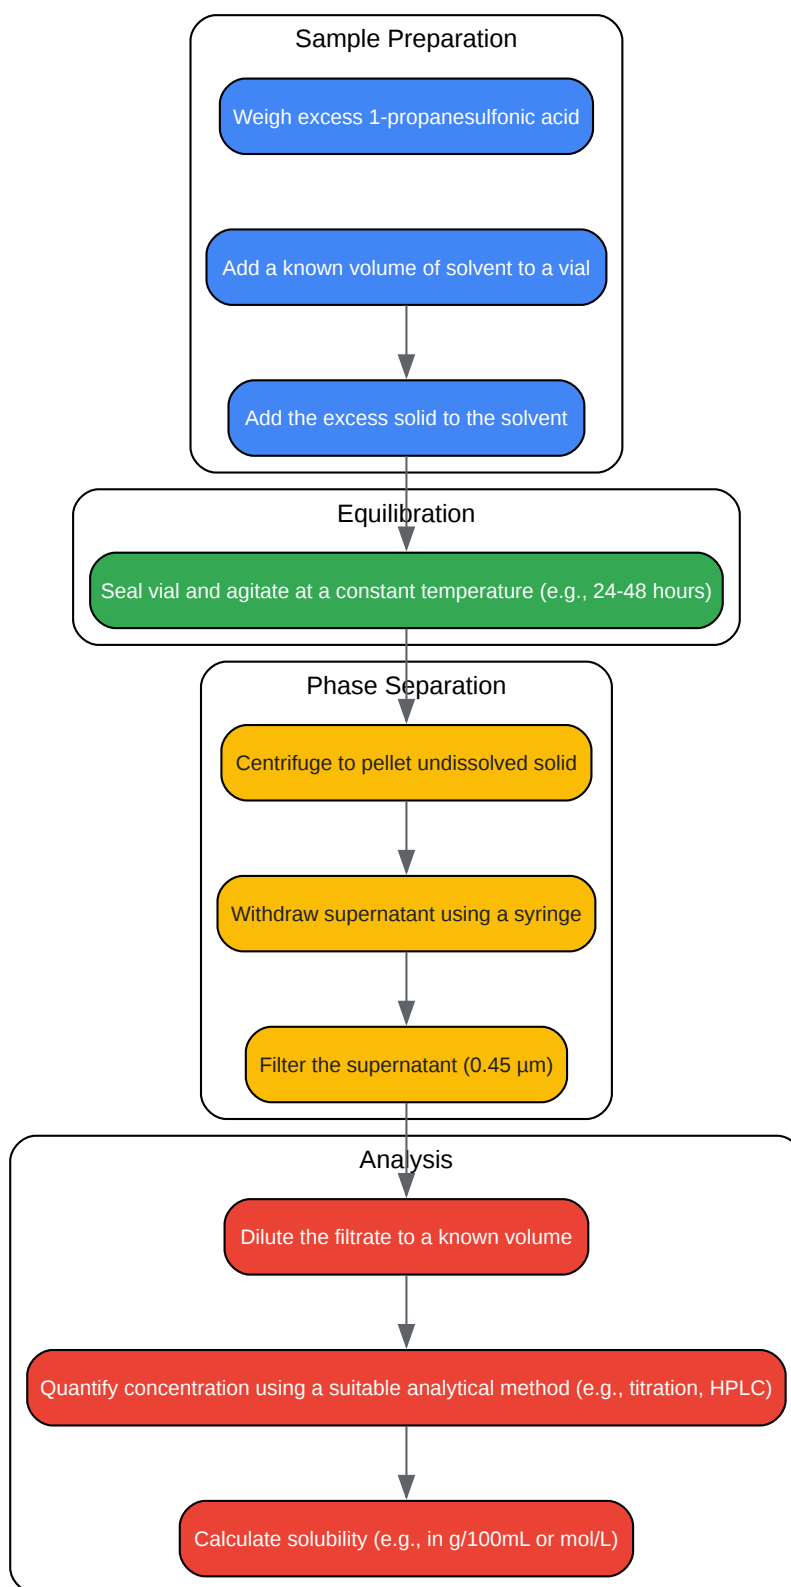 Sample Preparation
Weigh excess 1-propanesulfonic acid
Add a known volume of solvent to a vial
Add the excess solid to the solvent
Equilibration
Seal vial and agitate at a constant temperature (e.g., 24-48 hours)
Phase Separation
Centrifuge to pellet undissolved solid
Withdraw supernatant using a syringe
Filter the supernatant (0.45 µm)
Analysis
Dilute the filtrate to a known volume
Quantify concentration using a suitable analytical method (e.g., titration, HPLC)
Calculate solubility (e.g., in g/100mL or mol/L)